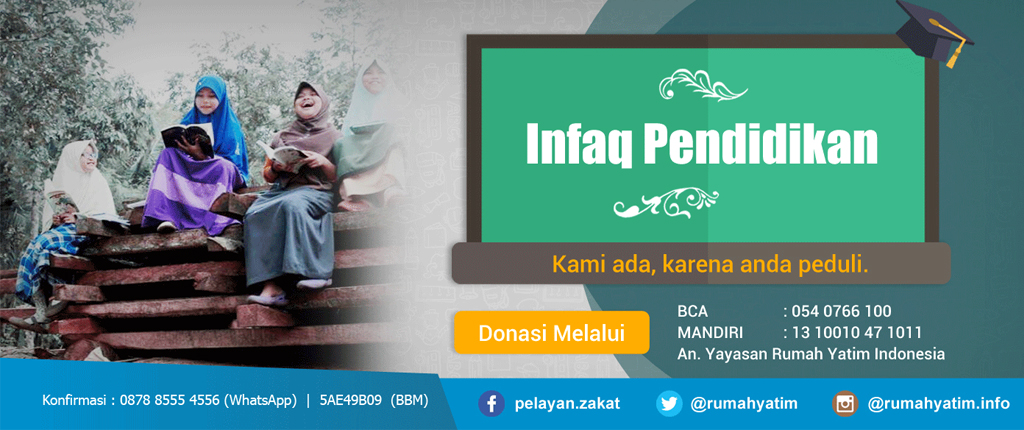 Infaq Pendidikan
Kami ada, karena anda peduli.
Donasi Melalui
BCA : 054 0766 100
MANDIRI : 13 10010 47 1011
An. Yayasan Rumah Yatim Indonesia
Konfirmasi : 0878 8555 4556 (WhatsApp) | 5AE49B09 (BBM)
pelayan.zakat
@rumahyatim
@rumahyatim.info